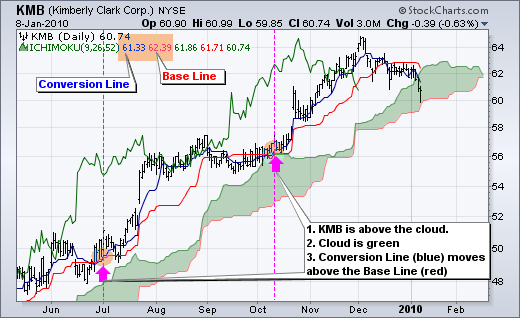 KMB (Kimberly Clark Corp.) NYSE
© StockCharts.com
8-Jan-2010
Op 60.90 Hi 60.99 Lo 59.85 Cl 60.74 Vol 3.0M Chg -0.39 (-0.63%)
KMB (Daily) 60.74
ICHIMOKU(9,26,52) 61.33 62.39 61.86 61.71 60.74
Conversion Line
Base Line
64
62
60
58
56
54
52
50
48
1. KMB is above the cloud.
2. Cloud is green
3. Conversion Line (blue) moves
above the Base Line (red)
Jun Jul Aug Sep Oct Nov Dec 2010 Feb